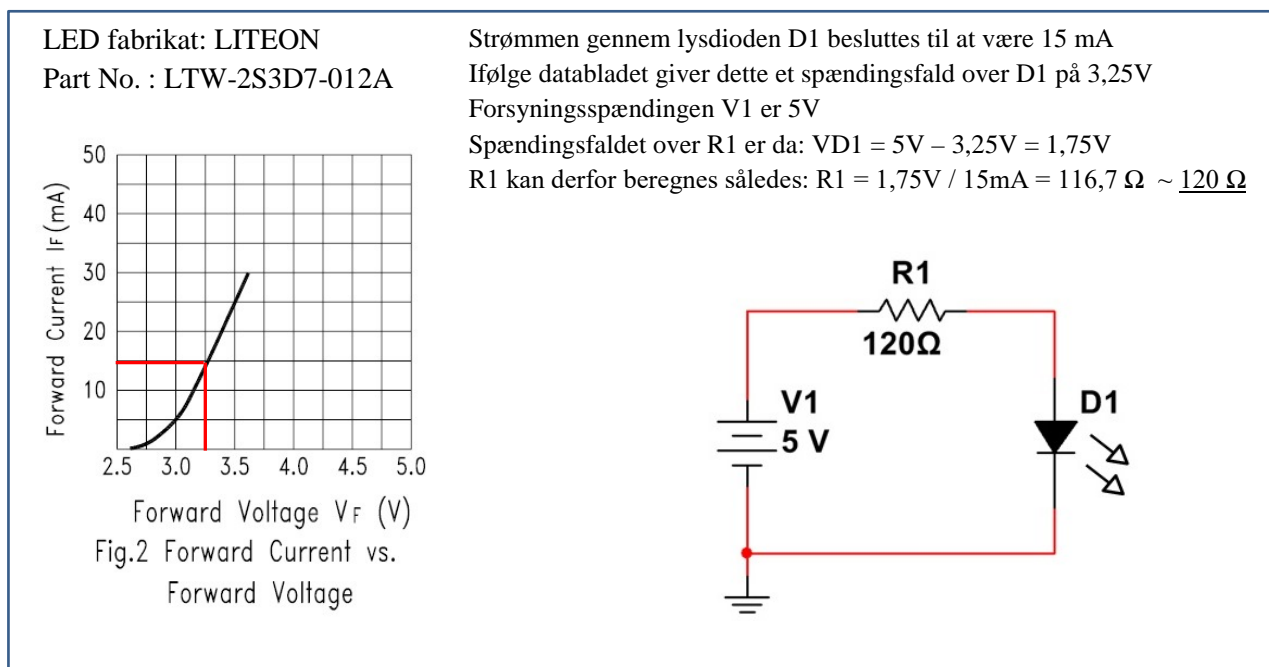 LED fabrikat: LITEON
Part No. : LTW-2S3D7-012A
Strømmen gennem lysdioden D1 besluttes til at være 15 mA
Ifølge databladet giver dette et spændingsfald over D1 på 3,25V
Forsyningsspændingen V1 er 5V
Spændingsfaldet over R1 er da: VD1 = 5V – 3,25V = 1,75V
R1 kan derfor beregnes således: R1 = 1,75V / 15mA = 116,7 Ω ~ 120 Ω
Forward Current IF(mA)
50
40
30
20
10
2.5 3.0 3.5 4.0 4.5 5.0
Forward Voltage VF (V)
Fig.2 Forward Current vs.
Forward Voltage
R1
120Ω
V1
5 V
D1